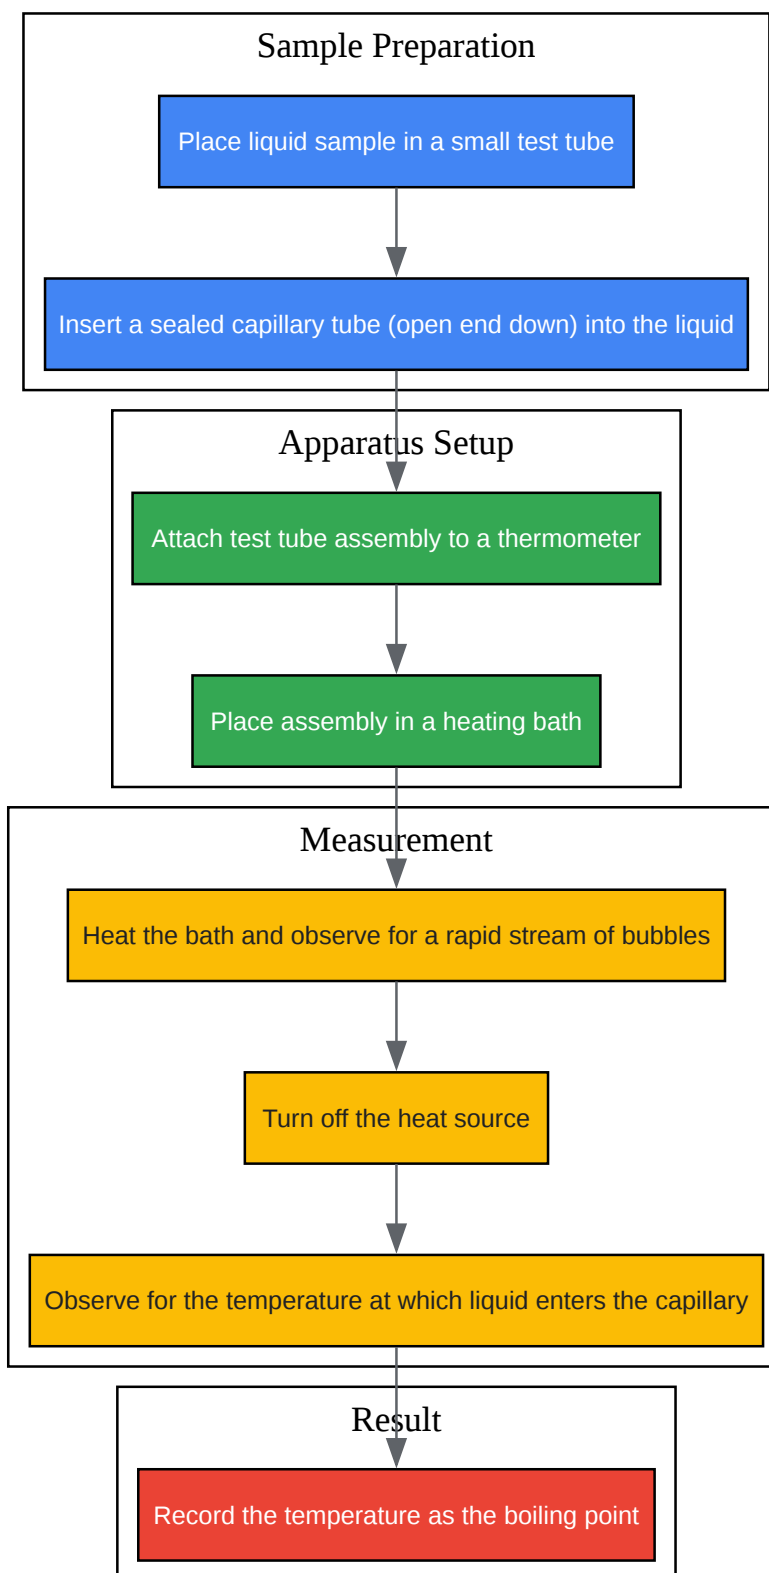 Sample Preparation
Place liquid sample in a small test tube
Insert a sealed capillary tube (open end down) into the liquid
Apparatus Setup
Attach test tube assembly to a thermometer
Place assembly in a heating bath
Measurement
Heat the bath and observe for a rapid stream of bubbles
Turn off the heat source
Observe for the temperature at which liquid enters the capillary
Result
Record the temperature as the boiling point